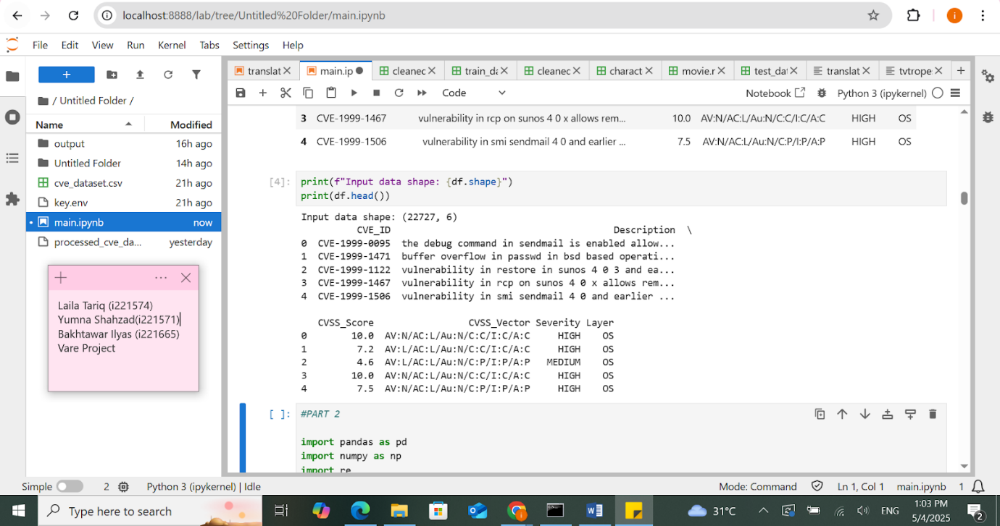 localhost:8888/lab/tree/Untitled%20Folder/main.ipynb
i
File Edit View Run Kernel Tabs Settings Help
translat main.ip cleanec train_da cleanec charact movie.r test_dat translat tvtrope
Code
Notebook Python 3 (ipykernel)
/ Untitled Folder /
Name Modified
output 16h ago
Untitled Folder 14h ago
cve_dataset.csv 21h ago
key.env 21h ago
main.ipynb now
processed_cve_da... yesterday
Laila Tariq (i221574)
Yumna Shahzad(i221571)
Bakhtawar Ilyas (i221665)
Vare Project
3 CVE-1999-1467 vulnerability in rcp on sunos 4 0 x allows rem... 10.0 AV:N/AC:L/Au:N/C:C/I:C/A:C HIGH OS
4 CVE-1999-1506 vulnerability in smi sendmail 4 0 and earlier ... 7.5 AV:N/AC:L/Au:N/C:P/I:P/A:P HIGH OS
[4]: print(f"Input data shape: {df.shape}")
print(df.head())
Input data shape: (22727, 6)
CVE_ID Description \
0 CVE-1999-0095 the debug command in sendmail is enabled allow...
1 CVE-1999-1471 buffer overflow in passwd in bsd based operati...
2 CVE-1999-1122 vulnerability in restore in sunos 4 0 3 and ea...
3 CVE-1999-1467 vulnerability in rcp on sunos 4 0 x allows rem...
4 CVE-1999-1506 vulnerability in smi sendmail 4 0 and earlier ...
CVSS_Score CVSS_Vector Severity Layer
0 10.0 AV:N/AC:L/Au:N/C:C/I:C/A:C HIGH OS
1 7.2 AV:L/AC:L/Au:N/C:C/I:C/A:C HIGH OS
2 4.6 AV:L/AC:L/Au:N/C:P/I:P/A:P MEDIUM OS
3 10.0 AV:N/AC:L/Au:N/C:C/I:C/A:C HIGH OS
4 7.5 AV:N/AC:L/Au:N/C:P/I:P/A:P HIGH OS
[ ]: #PART 2
import pandas as pd
import numpy as np
import re
Simple 2 Python 3 (ipykernel) | Idle Mode: Command Ln 1, Col 1 main.ipynb 1
Type here to search 31°C ENG 1:03 PM
5/4/2025 2